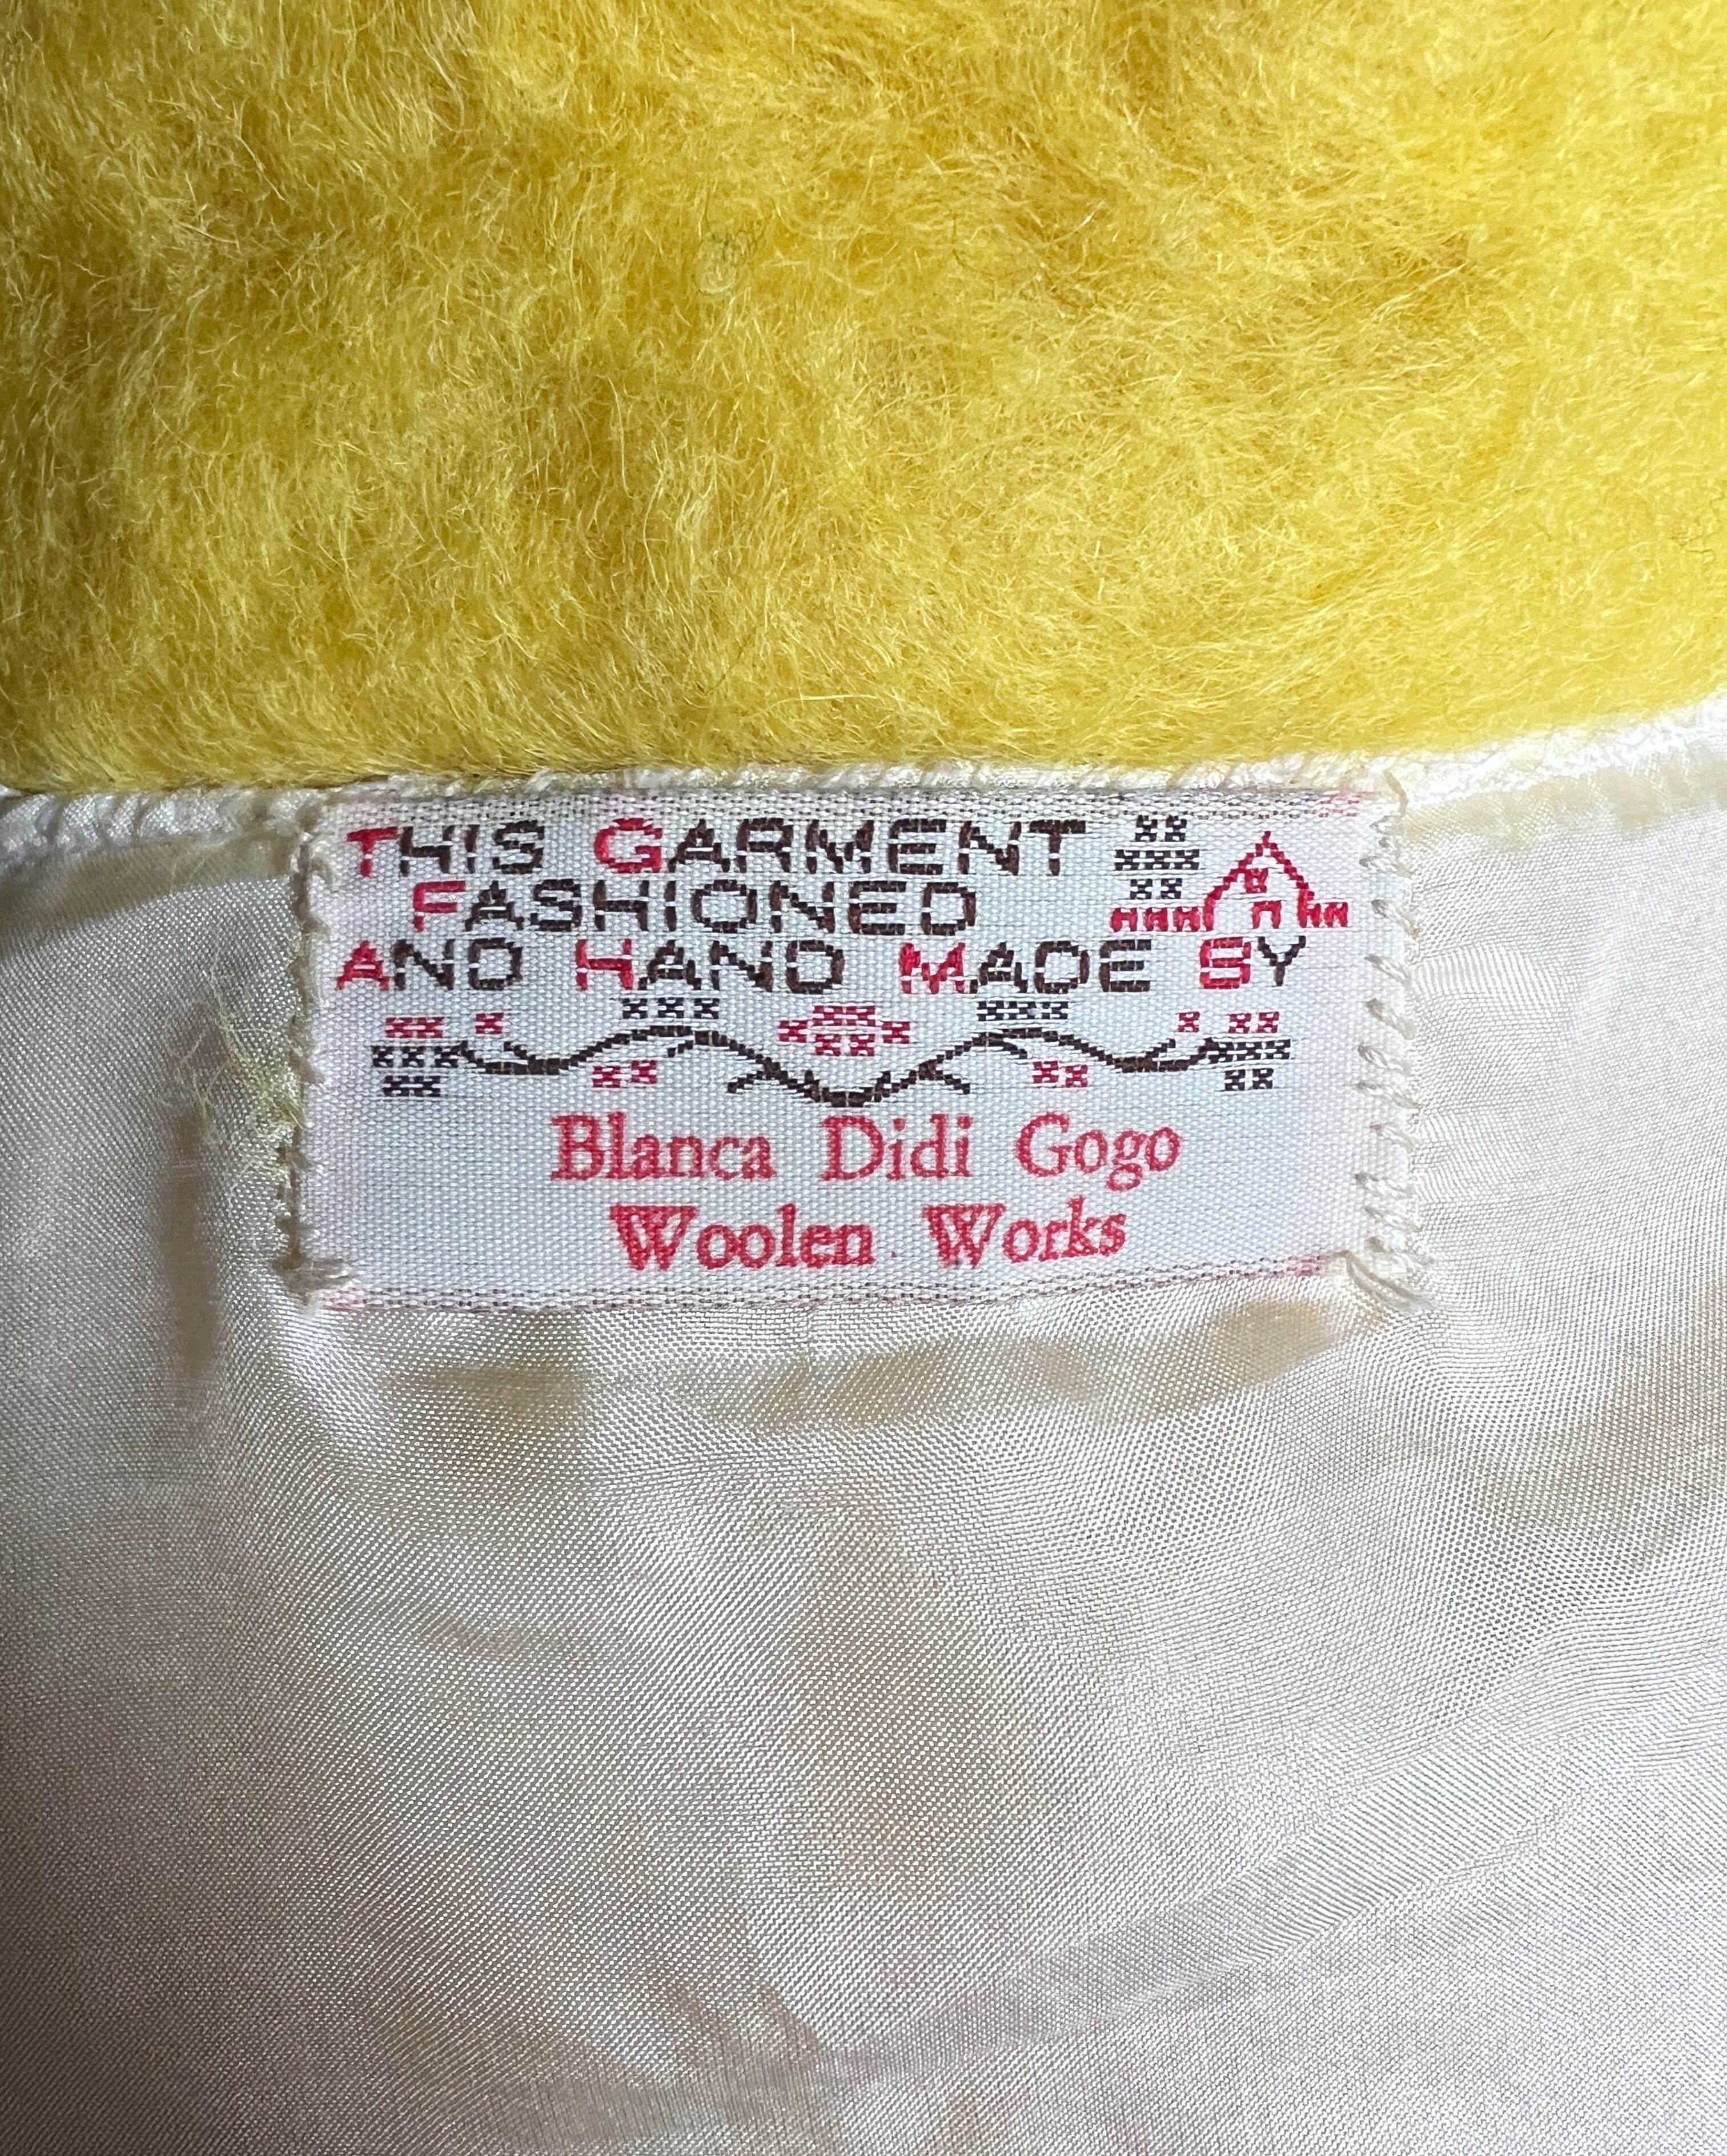 THIS GARMENT
FASHIONED
AND HAND MADE BY
Blanca Didi Gogo
Woolen Works